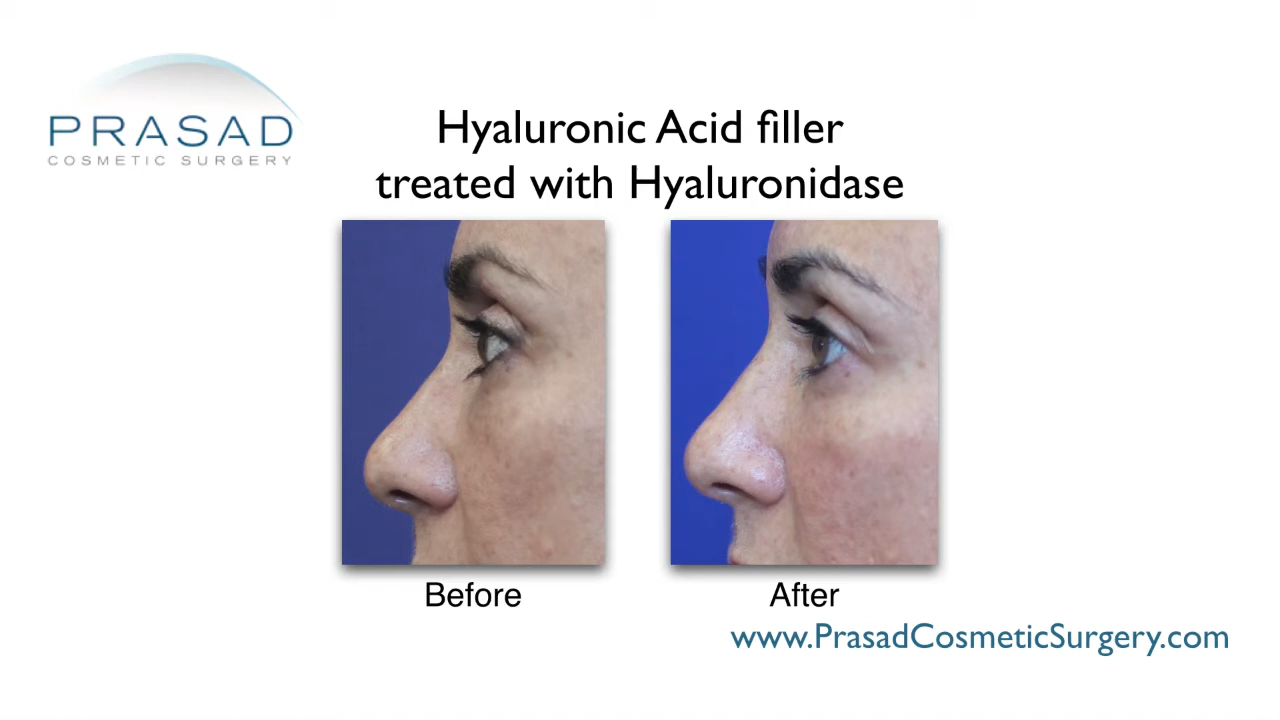 PRASAD
COSMETIC SURGERY
Hyaluronic Acid filler
treated with Hyaluronidase
Before
After
www.PrasadCosmeticSurgery.com